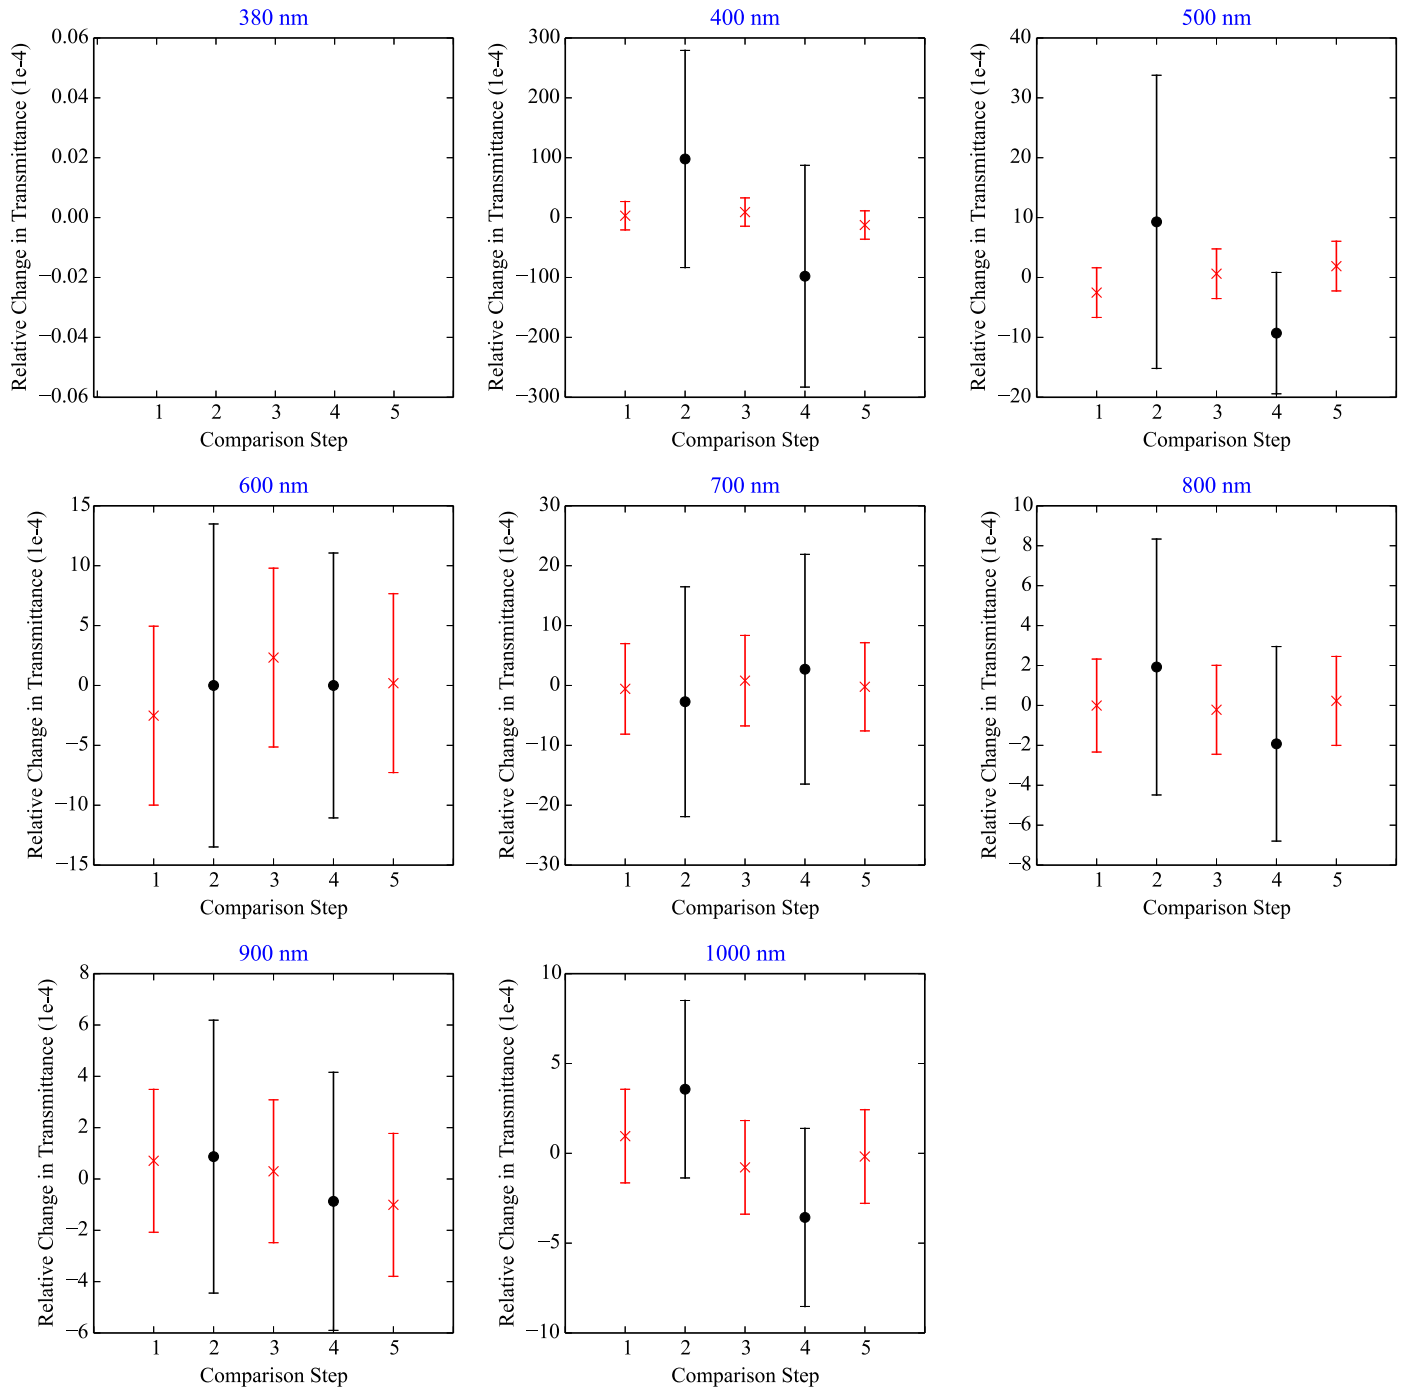 380 nm
Relative Change in Transmittance (1e-4)
0.06
0.04
0.02
0.00
−0.02
−0.04
−0.06
1 2 3 4 5
Comparison Step
400 nm
Relative Change in Transmittance (1e-4)
300
200
100
0
−100
−200
−300
1 2 3 4 5
Comparison Step
500 nm
Relative Change in Transmittance (1e-4)
40
30
20
10
0
−10
−20
1 2 3 4 5
Comparison Step
600 nm
Relative Change in Transmittance (1e-4)
15
10
5
0
−5
−10
−15
1 2 3 4 5
Comparison Step
700 nm
Relative Change in Transmittance (1e-4)
30
20
10
0
−10
−20
−30
1 2 3 4 5
Comparison Step
800 nm
Relative Change in Transmittance (1e-4)
10
8
6
4
2
0
−2
−4
−6
−8
1 2 3 4 5
Comparison Step
900 nm
Relative Change in Transmittance (1e-4)
8
6
4
2
0
−2
−4
−6
1 2 3 4 5
Comparison Step
1000 nm
Relative Change in Transmittance (1e-4)
10
5
0
−5
−10
1 2 3 4 5
Comparison Step